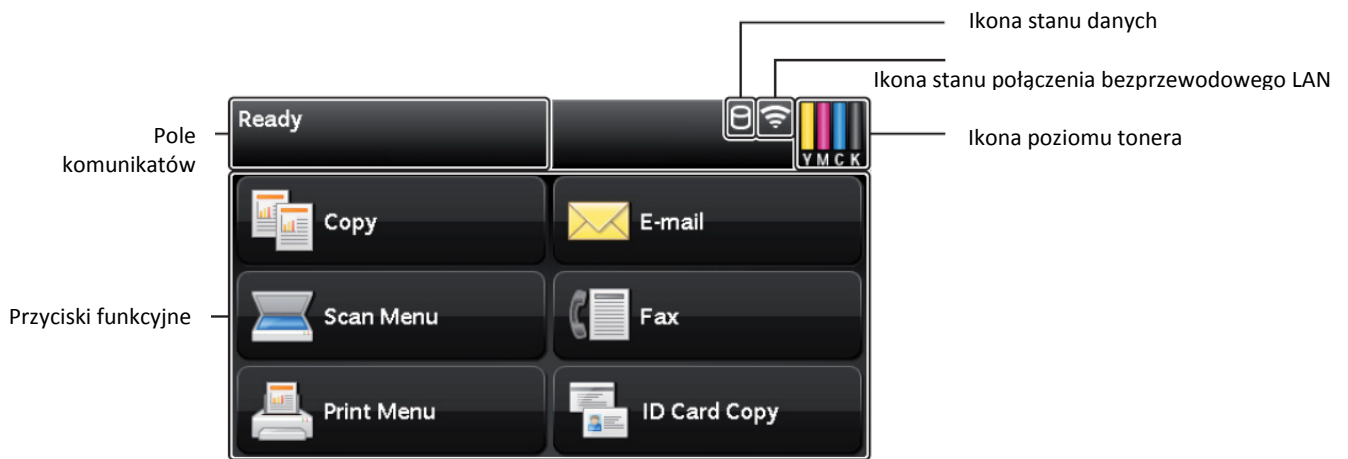 Ikona stanu danych
Ikona stanu połączenia bezprzewodowego LAN
Ready
Pole
komunikatów
Ikona poziomu tonera
Y M C K
Copy
E-mail
Przyciski funkcyjne
Scan Menu
Fax
Print Menu
ID Card Copy